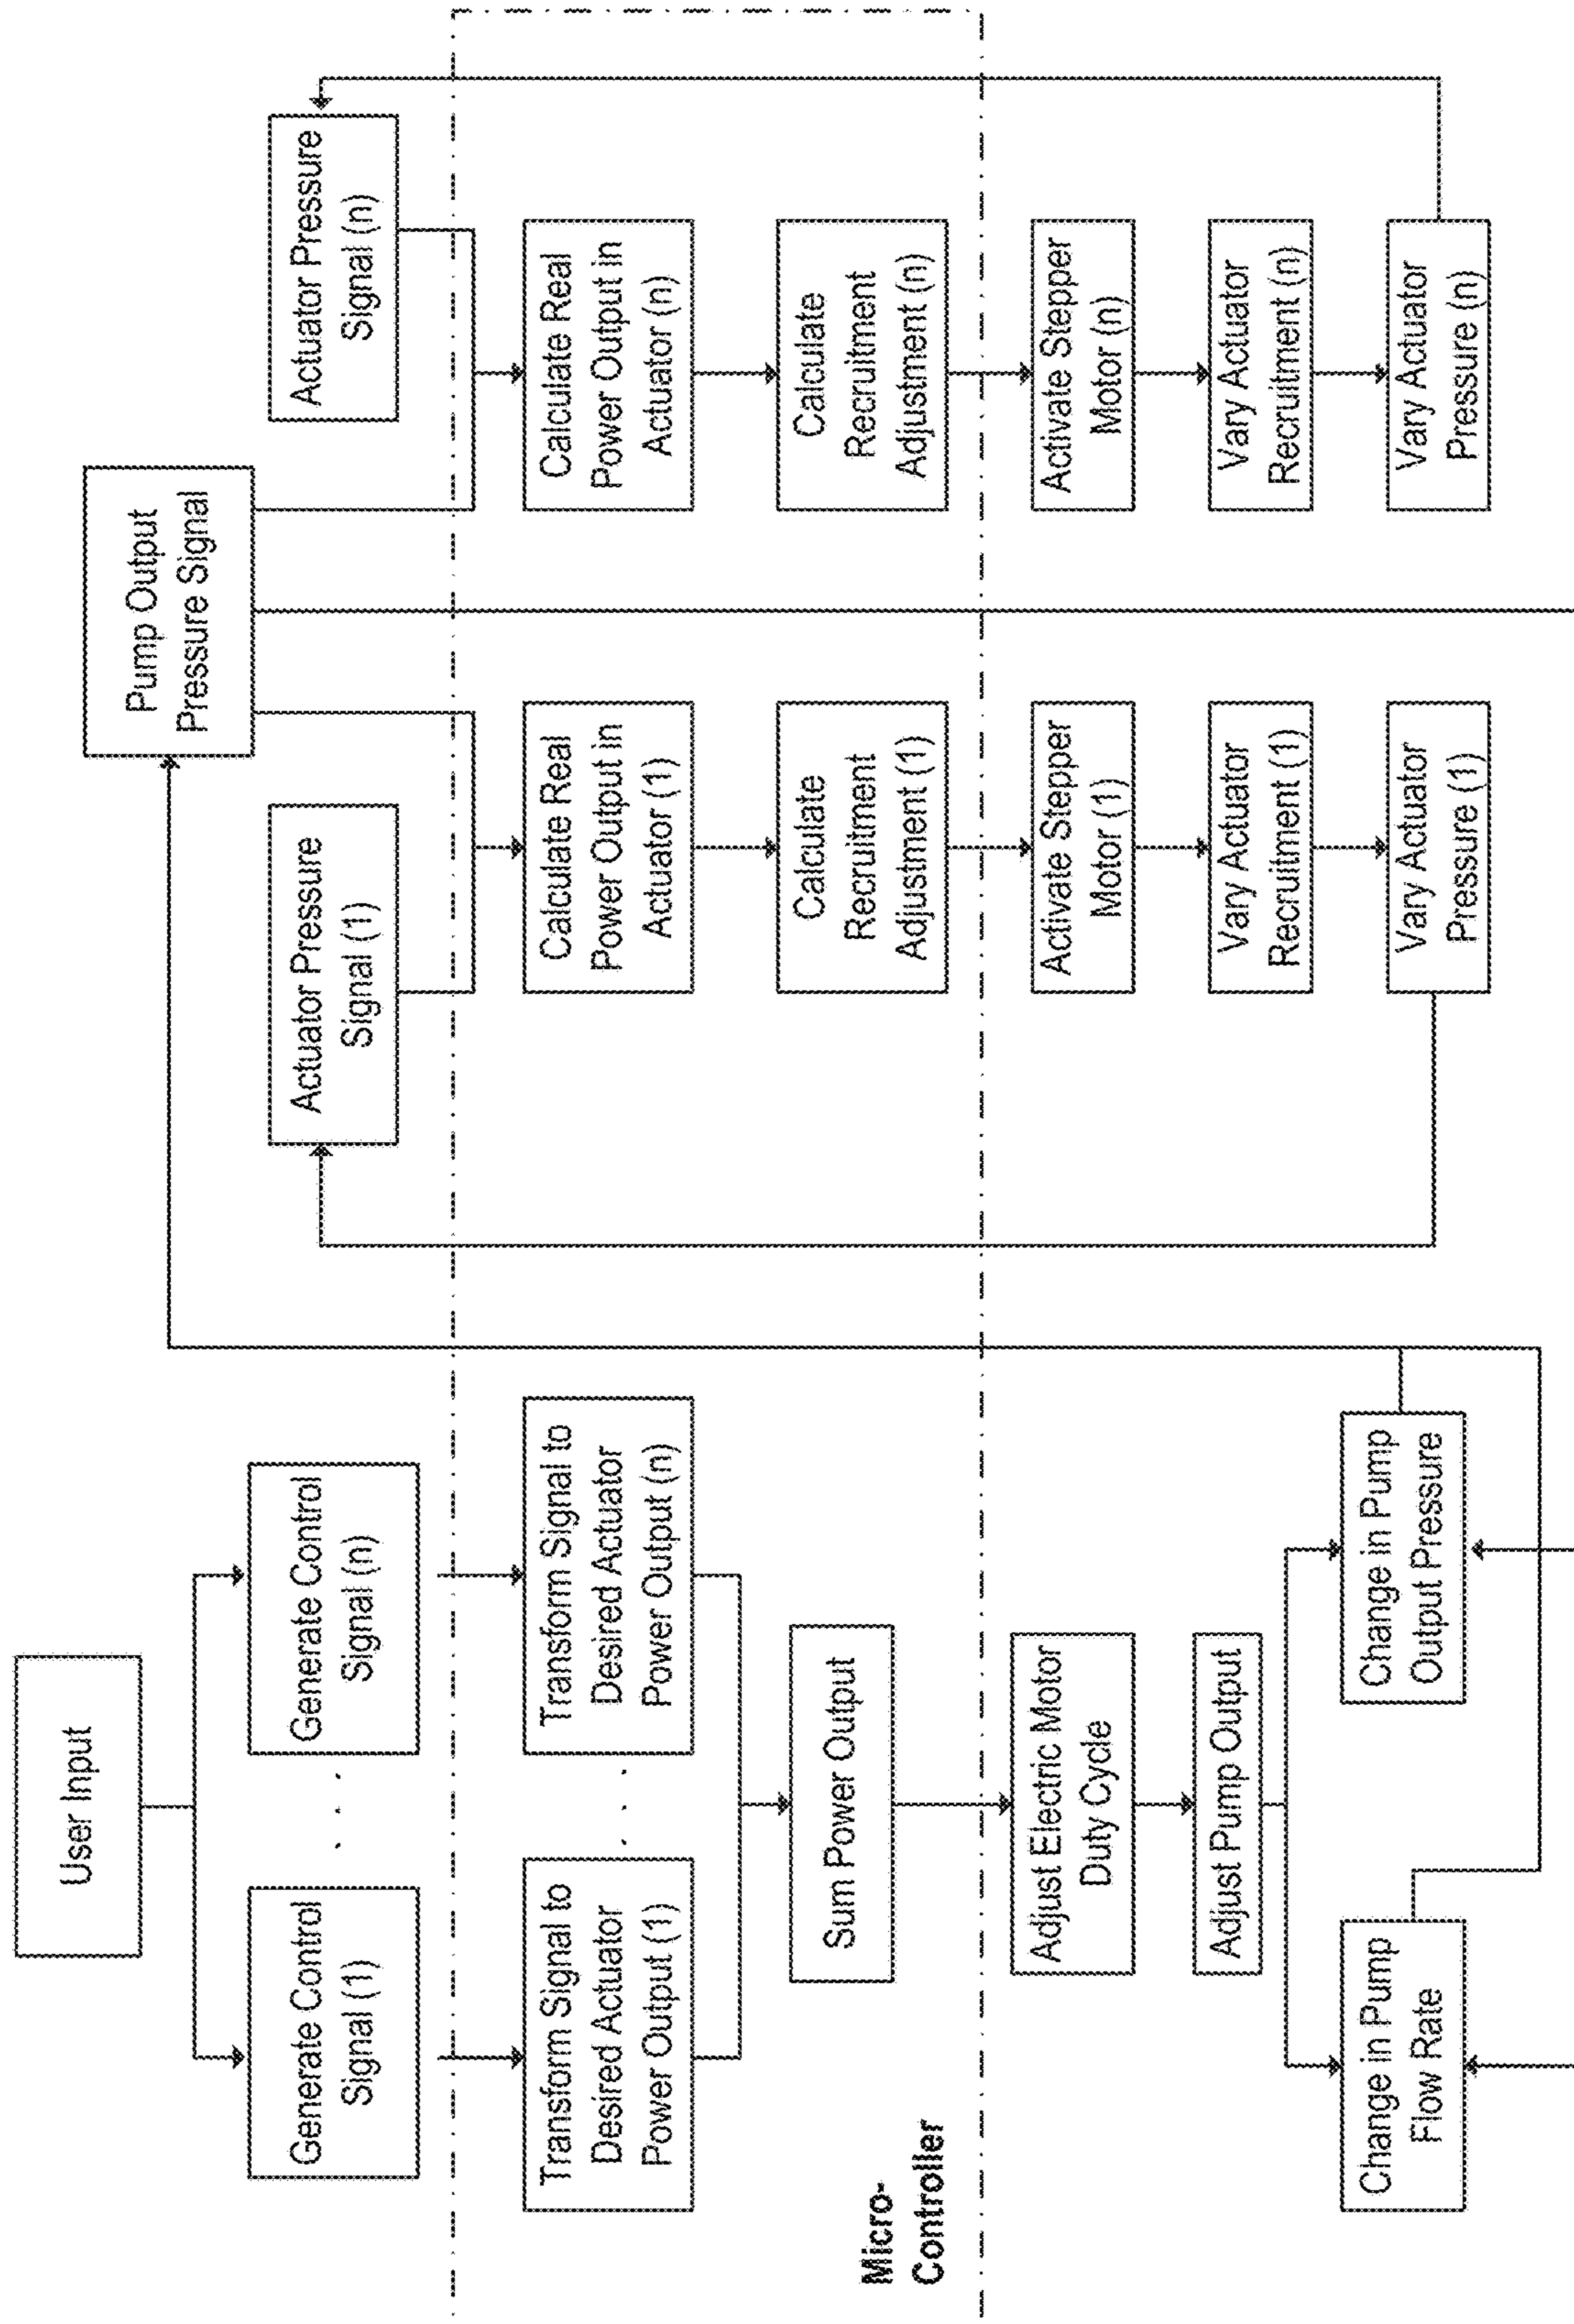 User Input
Generate Control
Signal (1)
. . .
Generate Control
Signal (n)
Transform Signal to
Desired Actuator
Power Output (1)
. . .
Transform Signal to
Desired Actuator
Power Output (n)
Sum Power Output
Micro-
Controller
Adjust Electric Motor
Duty Cycle
Adjust Pump Output
Change in Pump
Flow Rate
Change in Pump
Output Pressure
Pump Output
Pressure Signal
Actuator Pressure
Signal (1)
Calculate Real
Power Output in
Actuator (1)
Calculate
Recruitment
Adjustment (1)
Activate Stepper
Motor (1)
Vary Actuator
Recruitment (1)
Vary Actuator
Pressure (1)
Actuator Pressure
Signal (n)
Calculate Real
Power Output in
Actuator (n)
Calculate
Recruitment
Adjustment (n)
Activate Stepper
Motor (n)
Vary Actuator
Recruitment (n)
Vary Actuator
Pressure (n)